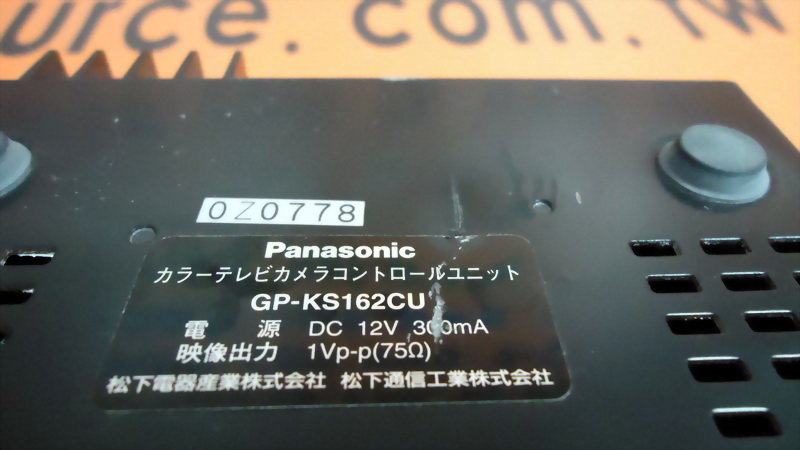 urce.com.tw
0Z0778
Panasonic
カラーテレビカメラコントロールユニット
GP-KS162CU
電 源 DC 12V 300mA
映像出力 1Vp-p(75Ω)
松下電器産業株式会社 松下通信工業株式会社